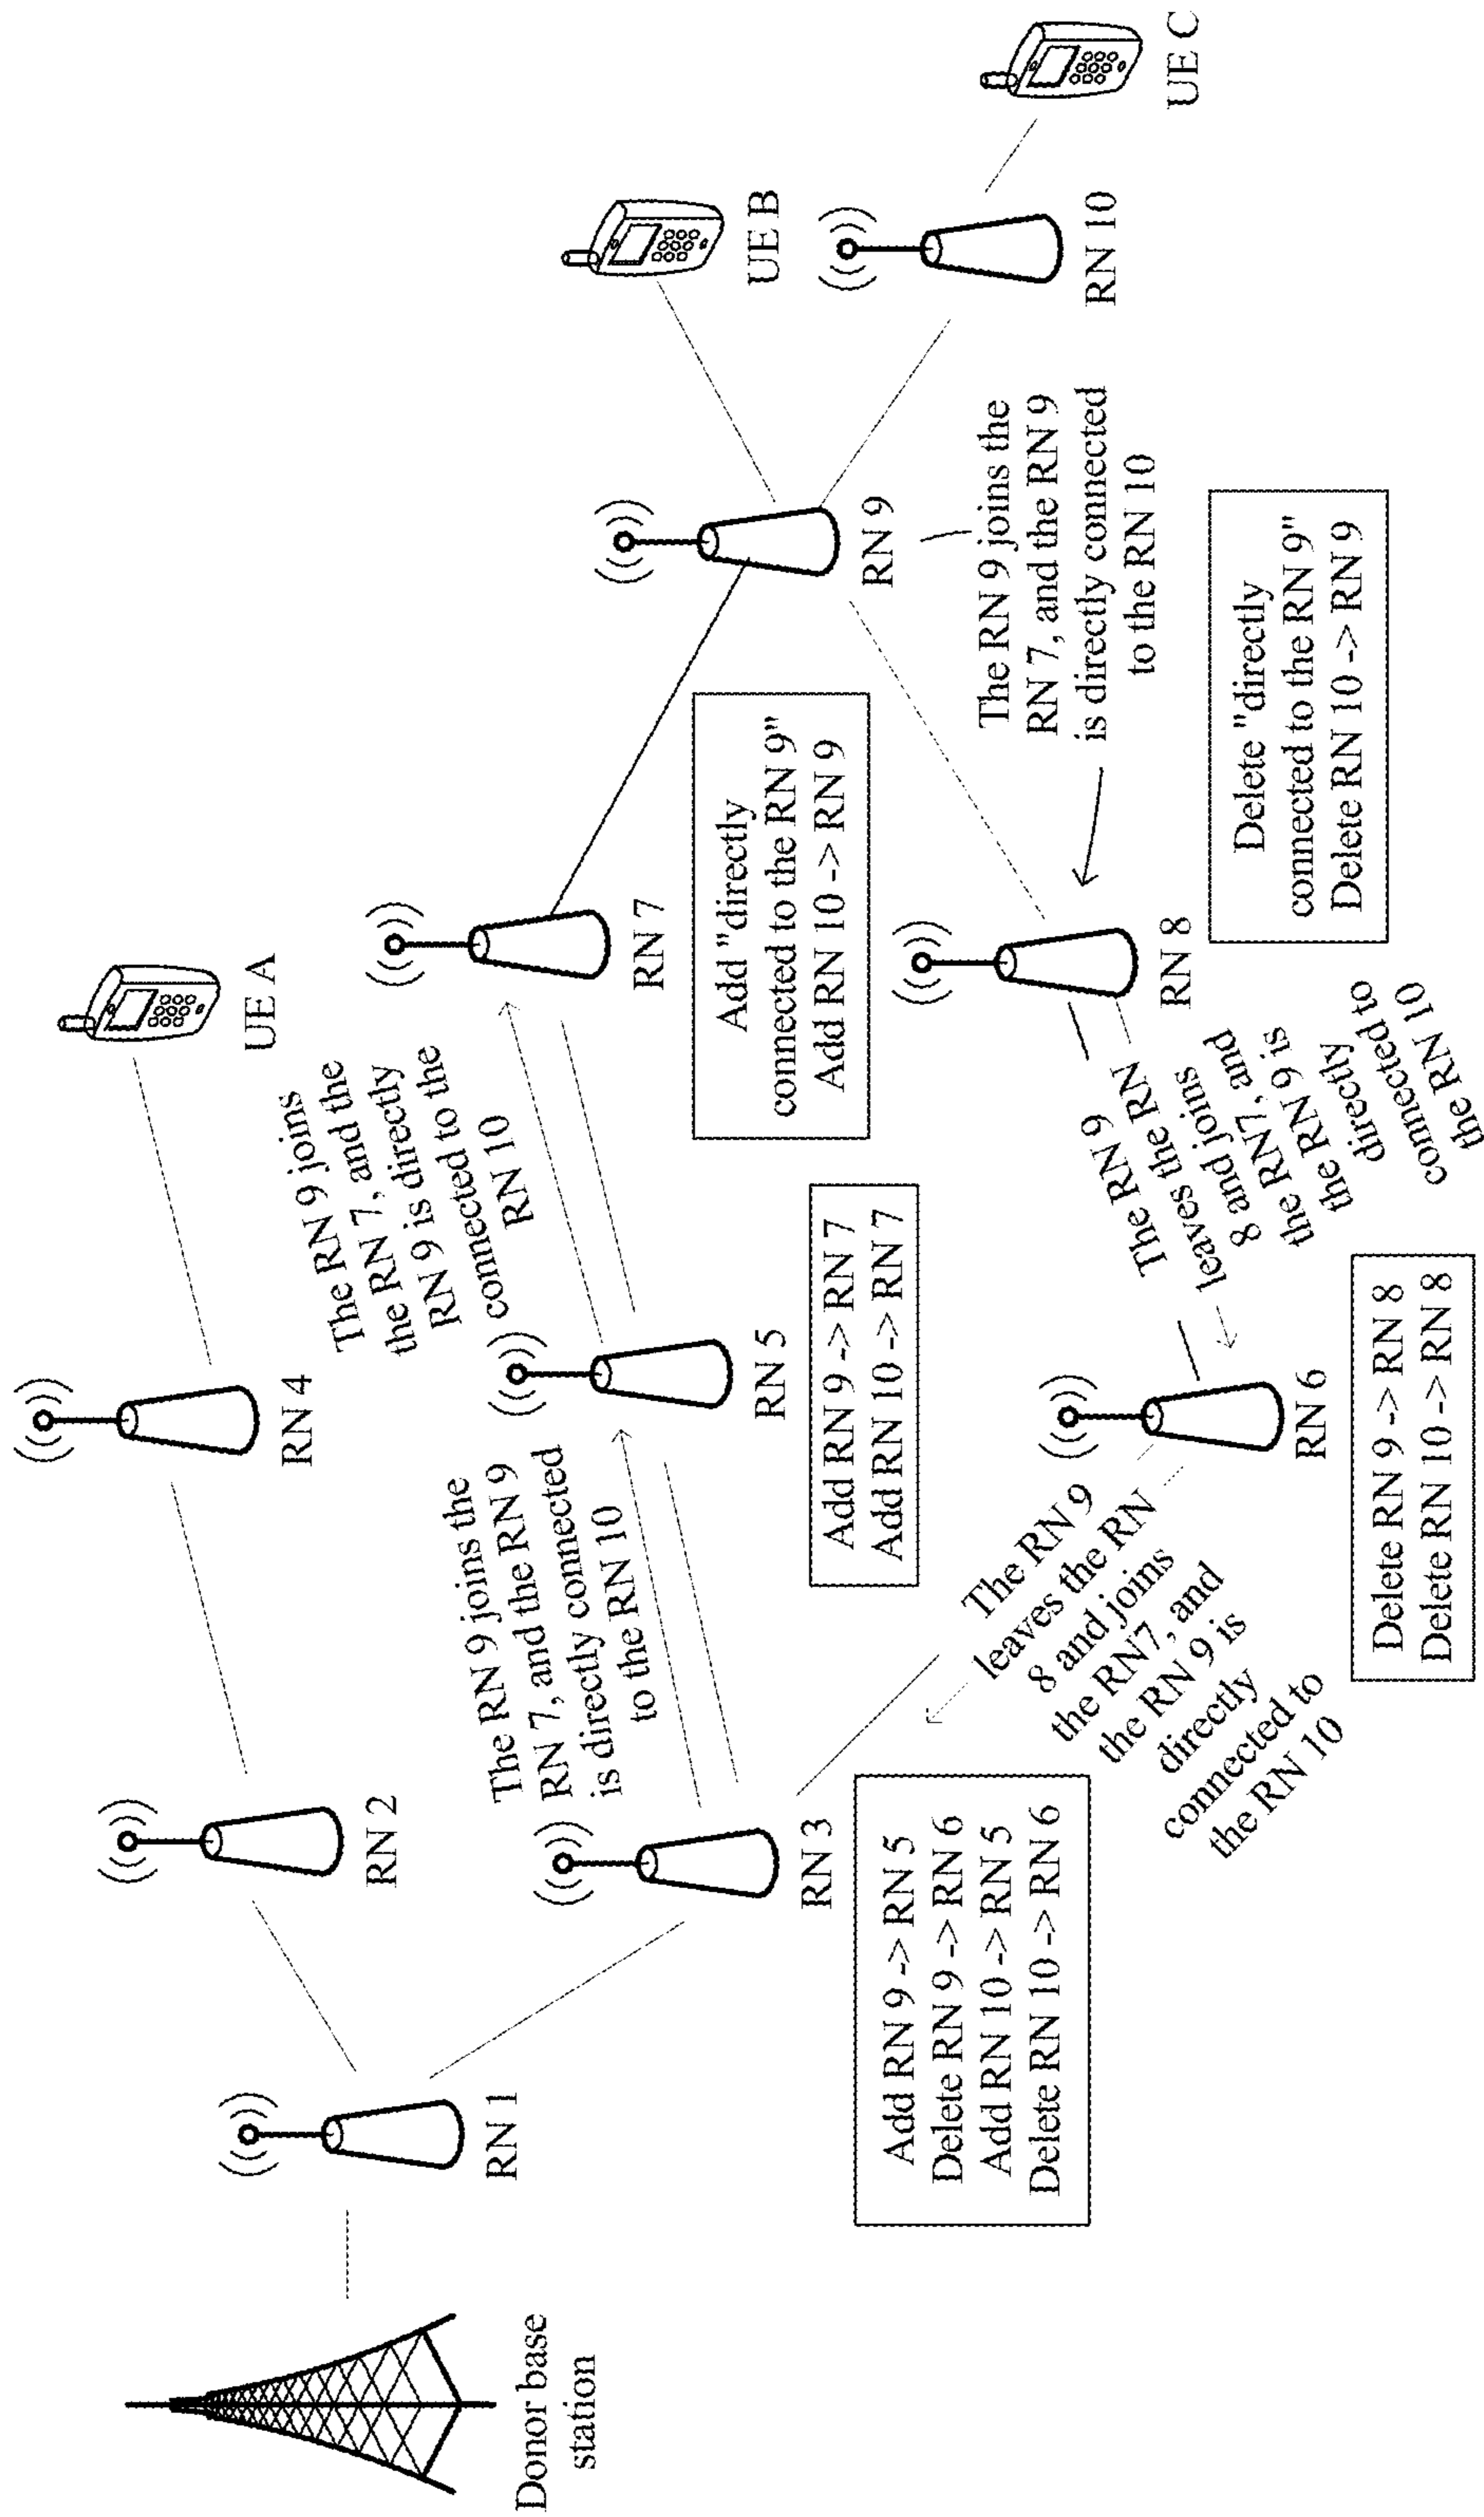 Donor base
station
RN 1
RN 2
RN 3
Add RN 9 -> RN 5
Delete RN 9 -> RN 6
Add RN 10 -> RN 5
Delete RN 10 -> RN 6
RN 4
UE A
The RN 9 joins the
RN 7, and the RN 9
is directly connected
to the RN 10
RN 5
Add RN 9 -> RN 7
Add RN 10 -> RN 7
The RN 9 joins
the RN 7, and the
RN 9 is directly
connected to the
RN 10
RN 7
Add "directly
connected to the RN 9"
Add RN 10 -> RN 9
The RN 9
leaves the RN
8 and joins
the RN7, and
the RN 9 is
directly
connected to
the RN 10
RN 6
Delete RN 9 -> RN 8
Delete RN 10 -> RN 8
The RN 9
The RN
leaves the
8 and joins
the RN7, and
the RN 9 is
directly
connected to
the RN 10
RN 8
Delete "directly
connected to the RN 9"
Delete RN 10 -> RN 9
The RN 9 joins the
RN 7, and the RN 9
is directly connected
to the RN 10
RN 9
UE B
RN 10
UE C